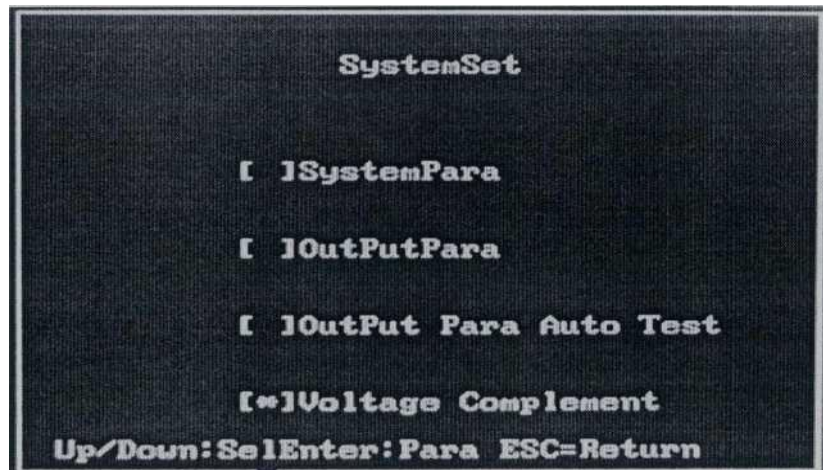 SystemSet
[ ]SystemPara
[ ]OutPutPara
[ ]OutPut Para Auto Test
[*]Voltage Complement
Up/Down:SelEnter:Para ESC=Return